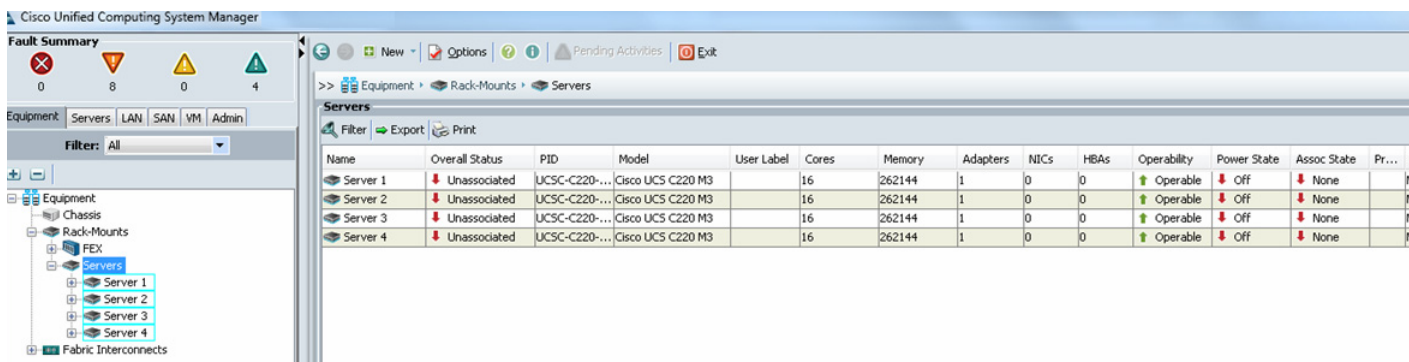 Cisco Unified Computing System Manager
Fault Summary
0 8 0 4
New Options Pending Activities Exit
>> Equipment Rack-Mounts Servers
Equipment Servers LAN SAN VM Admin
Filter: All
Equipment
Chassis
Rack-Mounts
FEX
Servers
Server 1
Server 2
Server 3
Server 4
Fabric Interconnects
Servers
Filter Export Print
Name Overall Status PID Model User Label Cores Memory Adapters NICs HBAs Operability Power State Assoc State Pr...
Server 1 Unassociated UCSC-C220-... Cisco UCS C220 M3 16 262144 1 0 0 Operable Off None
Server 2 Unassociated UCSC-C220-... Cisco UCS C220 M3 16 262144 1 0 0 Operable Off None
Server 3 Unassociated UCSC-C220-... Cisco UCS C220 M3 16 262144 1 0 0 Operable Off None
Server 4 Unassociated UCSC-C220-... Cisco UCS C220 M3 16 262144 1 0 0 Operable Off None